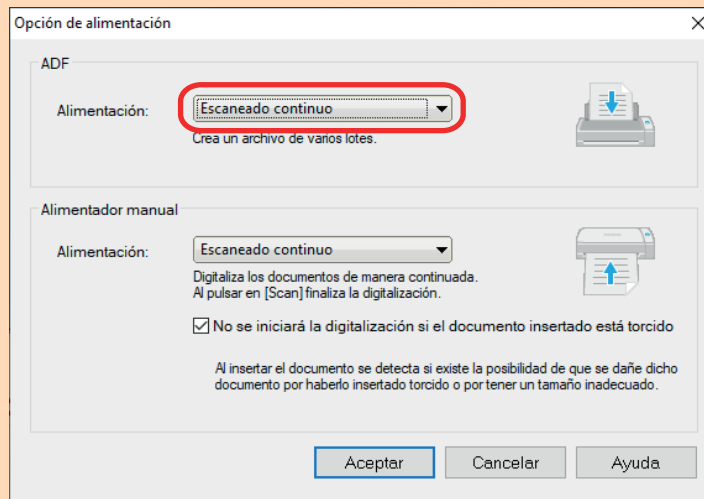 Opción de alimentación
ADF
Alimentación:
Escaneado continuo
Crea un archivo de varios lotes.
Alimentador manual
Alimentación:
Escaneado continuo
Digitaliza los documentos de manera continuada.
Al pulsar en [Scan] finaliza la digitalización.
No se iniciará la digitalización si el documento insertado está torcido
Al insertar el documento se detecta si existe la posibilidad de que se dañe dicho
documento por haberlo insertado torcido o por tener un tamaño inadecuado.
Aceptar Cancelar Ayuda